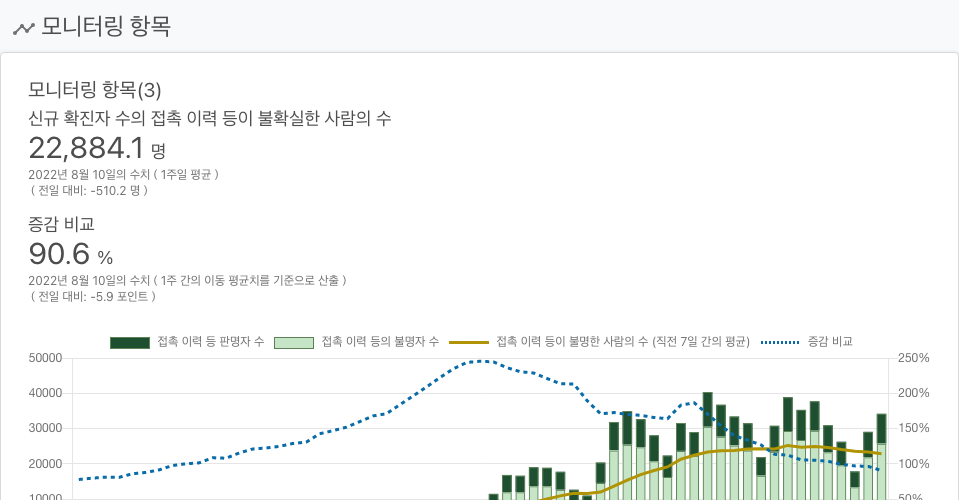 모니터링 항목
모니터링 항목(3)
신규 확진자 수의 접촉 이력 등이 불확실한 사람의 수
22,884.1 명
2022년 8월 10일의 수치 ( 1주일 평균 )
( 전일 대비: -510.2 명 )
증감 비교
90.6 %
2022년 8월 10일의 수치 ( 1주 간의 이동 평균치를 기준으로 산출 )
( 전일 대비: -5.9 포인트 )
접촉 이력 등 판명자 수 접촉 이력 등의 불명자 수 접촉 이력 등이 불명한 사람의 수 (직전 7일 간의 평균) 증감 비교
50000 250%
40000 200%
30000 150%
20000 100%
10000 50%